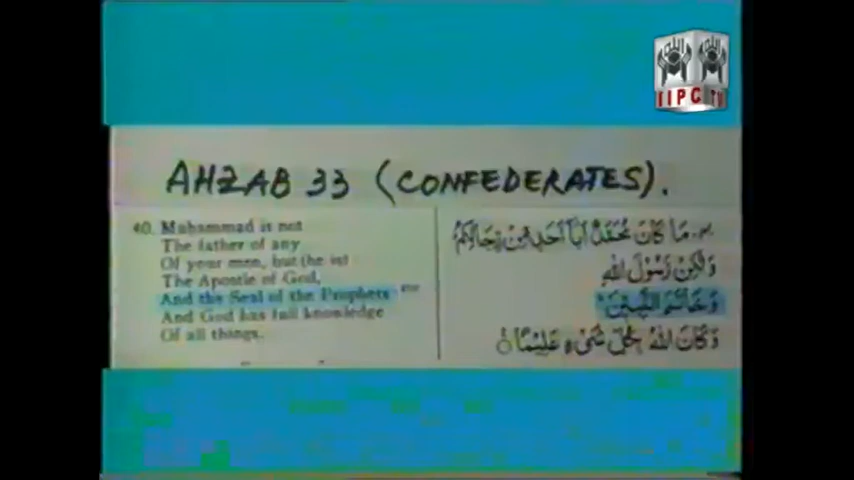 IIPC TV
AHZAB 33 (CONFEDERATES).
40. Muhammad is not
The father of any
Of your men, but (he is)
The Apostle of God,
And the Seal of the Prophets
And God has full knowledge
Of all things.
مَا كَانَ مُحَمَّدٌ أَبَآ أَحَدٍ مِّنْ رِّجَالِكُمْ
وَلَٰكِنْ رَّسُولَ اللَّهِ
وَخَاتَمَ النَّبِيّٖنَ
وَكَانَ اللَّهُ بِكُلِّ شَيْءٍ عَلِيْمًا